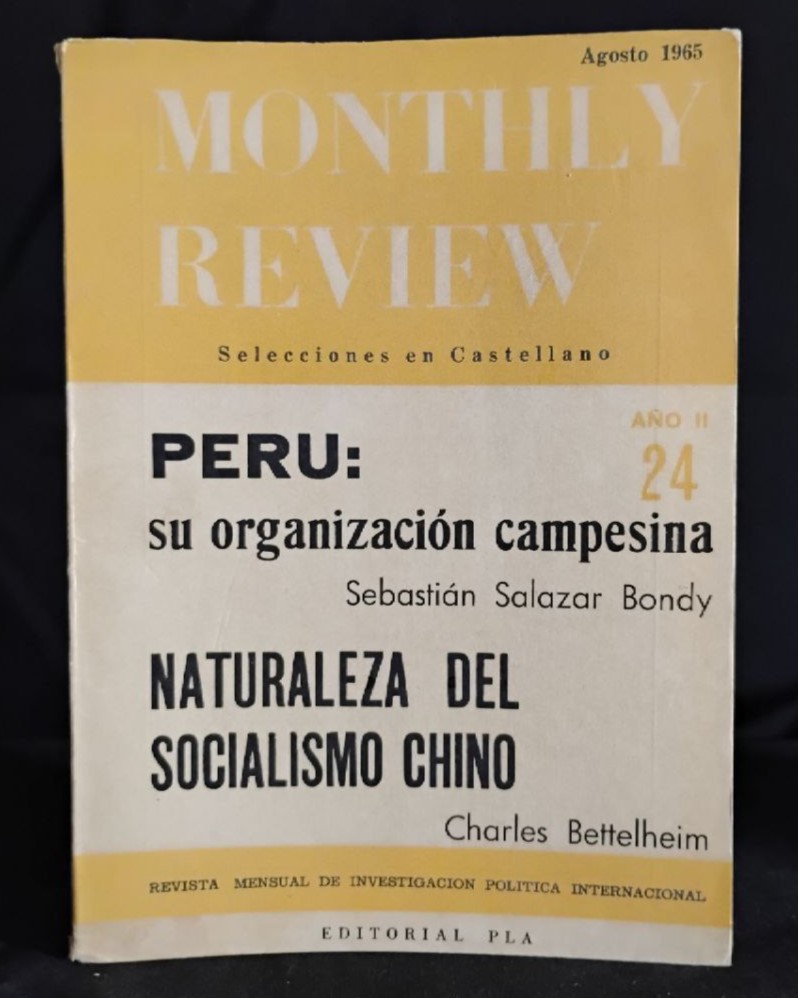 Agosto 1965
MONTHLY
REVIEW
Selecciones en Castellano
AÑO II
24
PERU:
su organización campesina
Sebastián Salazar Bondy
NATURALEZA DEL
SOCIALISMO CHINO
Charles Bettelheim
REVISTA MENSUAL DE INVESTIGACION POLITICA INTERNACIONAL
EDITORIAL PLA